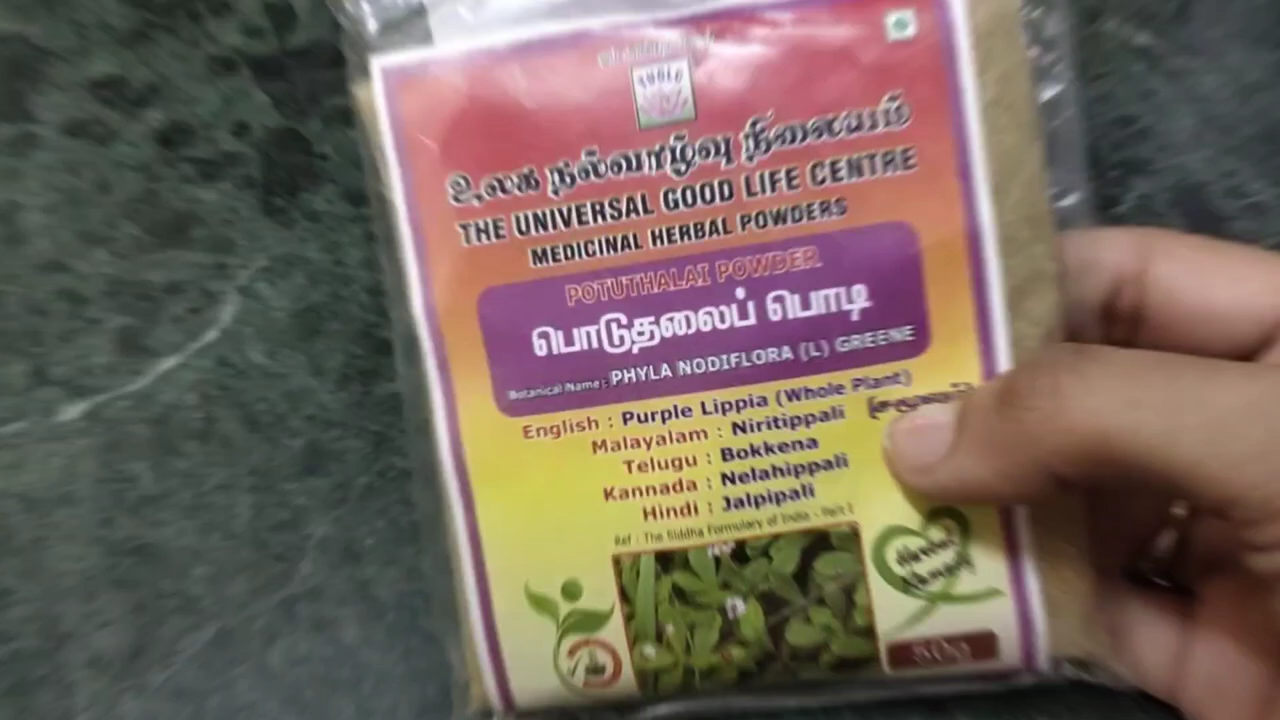 உலக நல்வாழ்வு நிலையம்
THE UNIVERSAL GOOD LIFE CENTRE
MEDICINAL HERBAL POWDERS
POTUTHALAI POWDER
பொடுதலைப் பொடி
Botanical Name : PHYLA NODIFLORA (L) GREENE
English : Purple Lippia (Whole Plant)
Malayalam : Niritippali
Telugu : Bokkena
Kannada : Nelahippali
Hindi : Jalpipali
Ref : The Siddha Formulary of India - Part I
50g